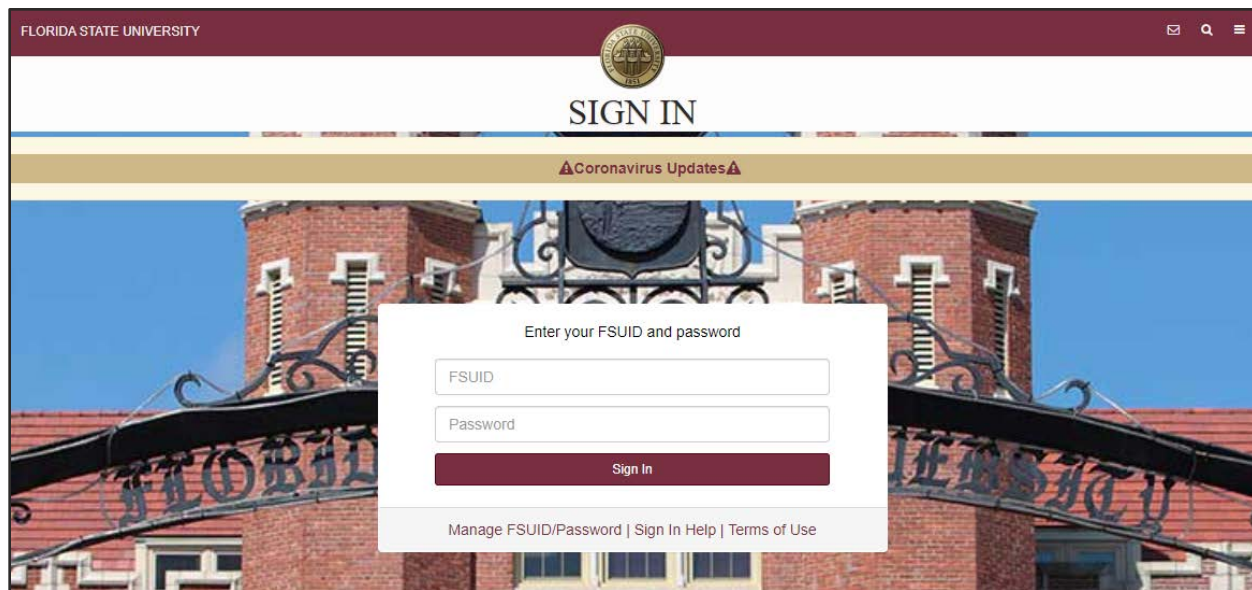 FLORIDA STATE UNIVERSITY
1851
SIGN IN
Coronavirus Updates
Enter your FSUID and password
FSUID
Password
Sign In
Manage FSUID/Password | Sign In Help | Terms of Use